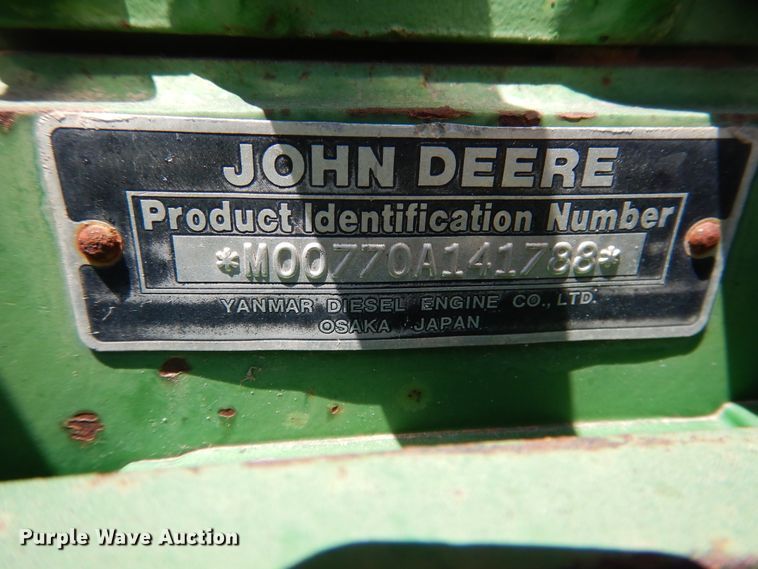 JOHN DEERE
Product Identification Number
*M00770A141788*
YANMAR DIESEL ENGINE CO., LTD.
OSAKA JAPAN
Purple Wave Auction